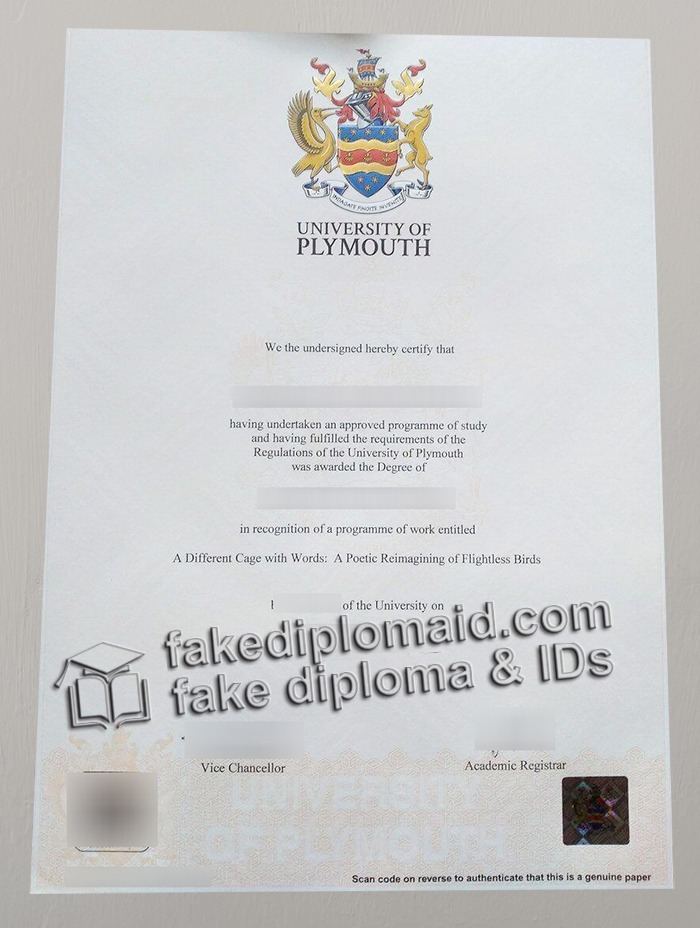 INDAGATE FINGITE INVENITE
UNIVERSITY OF
PLYMOUTH
We the undersigned hereby certify that
having undertaken an approved programme of study
and having fulfilled the requirements of the
Regulations of the University of Plymouth
was awarded the Degree of
in recognition of a programme of work entitled
A Different Cage with Words: A Poetic Reimagining of Flightless Birds
of the University on
fakediplomaid.com
fake diploma & IDs
Vice Chancellor
Academic Registrar
UNIVERSITY
OF PLYMOUTH
Scan code on reverse to authenticate that this is a genuine paper